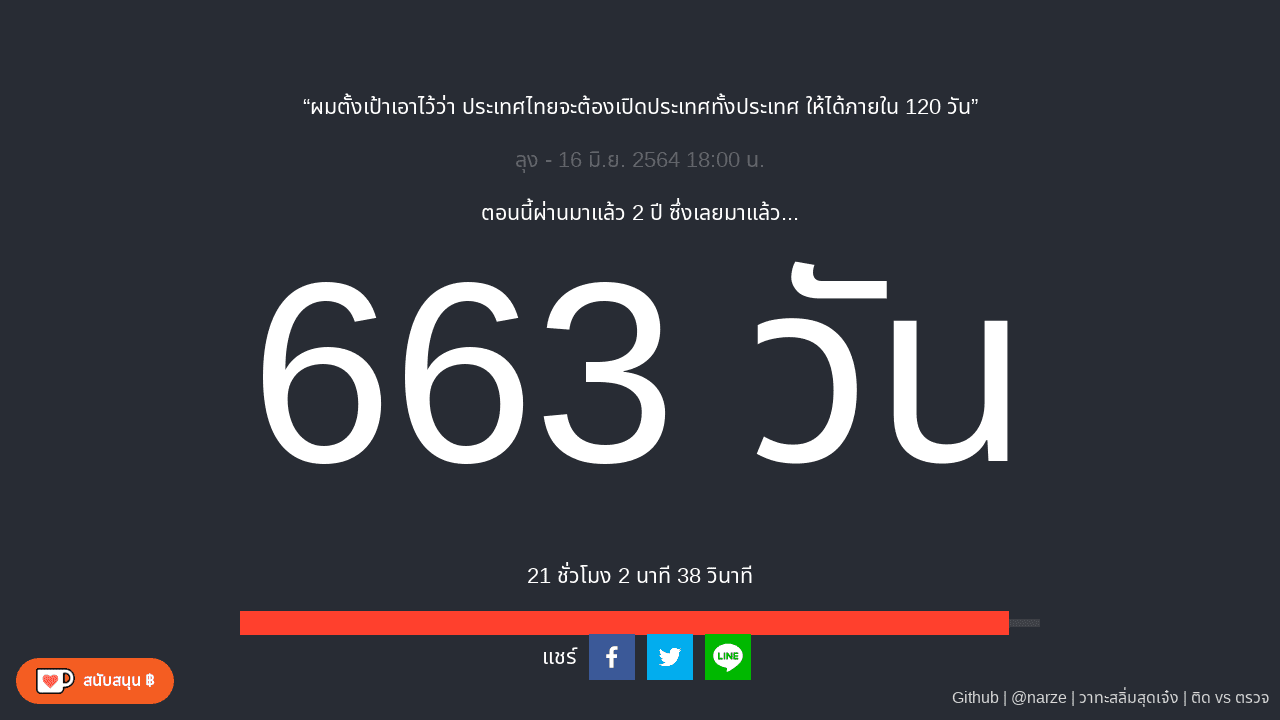 “ผมตั้งเป้าเอาไว้ว่า ประเทศไทยจะต้องเปิดประเทศทั้งประเทศ ให้ได้ภายใน 120 วัน”
ลุง - 16 มิ.ย. 2564 18:00 น.
ตอนนี้ผ่านมาแล้ว 2 ปี ซึ่งเลยมาแล้ว...
663 วัน
21 ชั่วโมง 2 นาที 38 วินาที
แชร์ LINE
สนับสนุน ฿
Github | @narze | วาทะสลิ่มสุดเจ๋ง | ติด vs ตรวจ